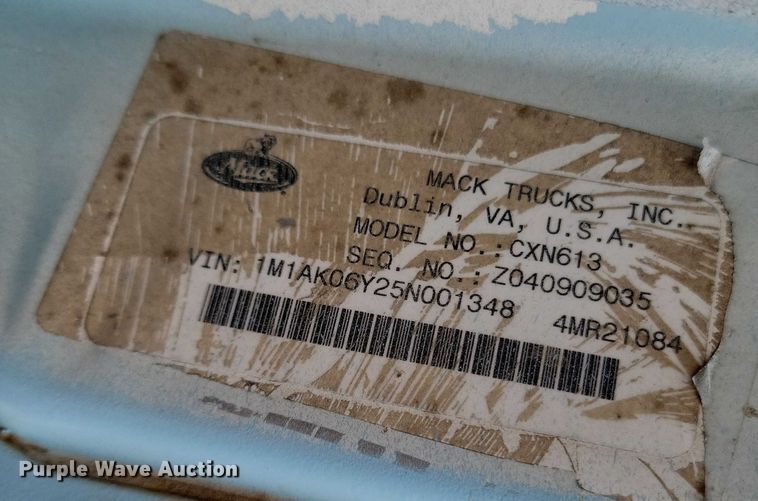 Mack
MACK TRUCKS, INC.
Dublin, VA, U.S.A.
MODEL NO.: CXN613
SEQ. NO.: Z040909035
VIN: 1M1AK06Y25N001348
4MR21084
Purple Wave Auction